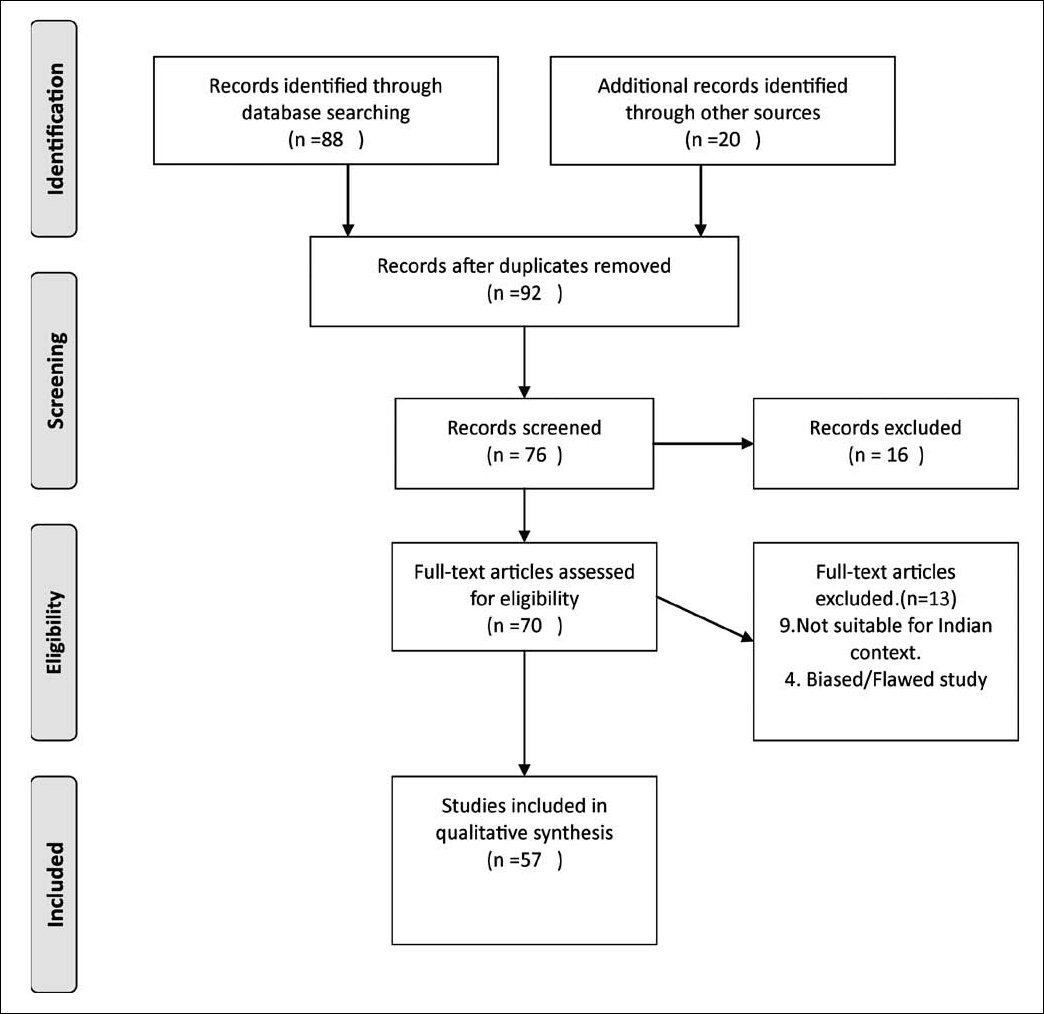 Identification
Records identified through
database searching
(n =88   )
Additional records identified
through other sources
(n =20   )
Records after duplicates removed
(n =92   )
Screening
Records screened
(n = 76   )
Records excluded
(n = 16   )
Eligibility
Full-text articles assessed
for eligibility
(n =70   )
Full-text articles
excluded.(n=13)
9.Not suitable for Indian
context.
4. Biased/Flawed study
Included
Studies included in
qualitative synthesis
(n =57   )